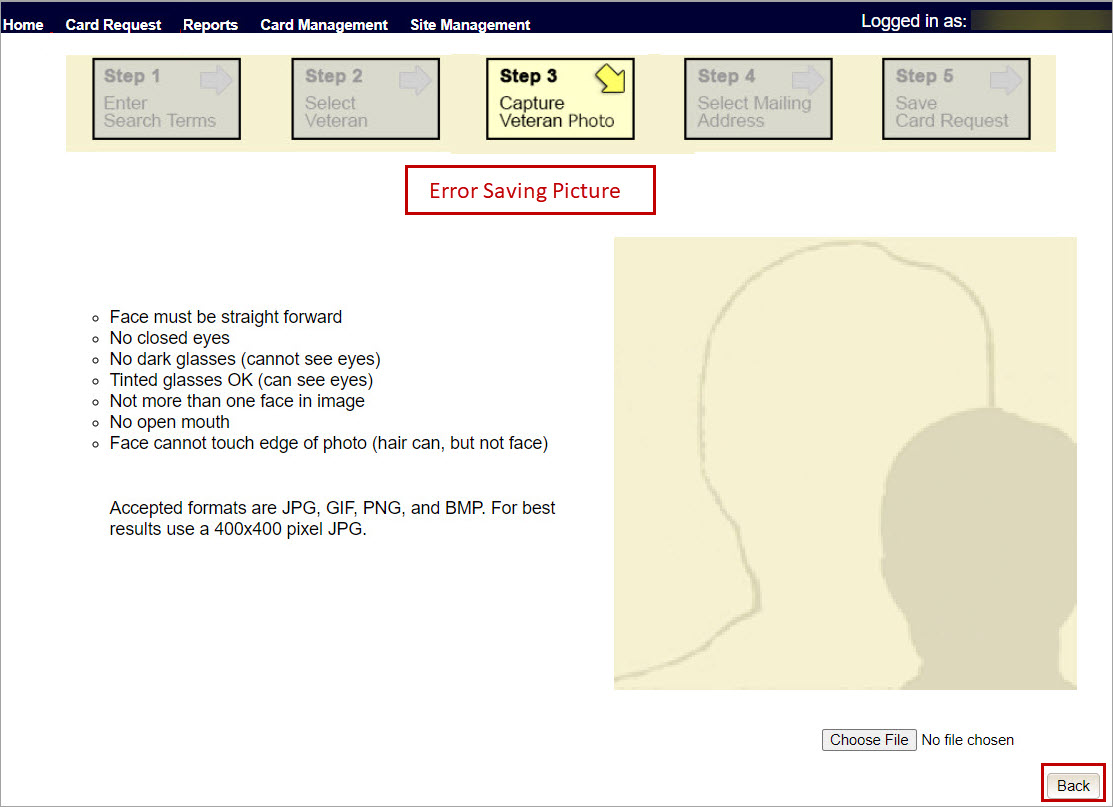 Home Card Request Reports Card Management Site Management Logged in as:
Step 1
Enter
Search Terms
Step 2
Select
Veteran
Step 3
Capture
Veteran Photo
Step 4
Select Mailing
Address
Step 5
Save
Card Request
Error Saving Picture
Face must be straight forward
No closed eyes
No dark glasses (cannot see eyes)
Tinted glasses OK (can see eyes)
Not more than one face in image
No open mouth
Face cannot touch edge of photo (hair can, but not face)
Accepted formats are JPG, GIF, PNG, and BMP. For best
results use a 400x400 pixel JPG.
Choose File No file chosen
Back